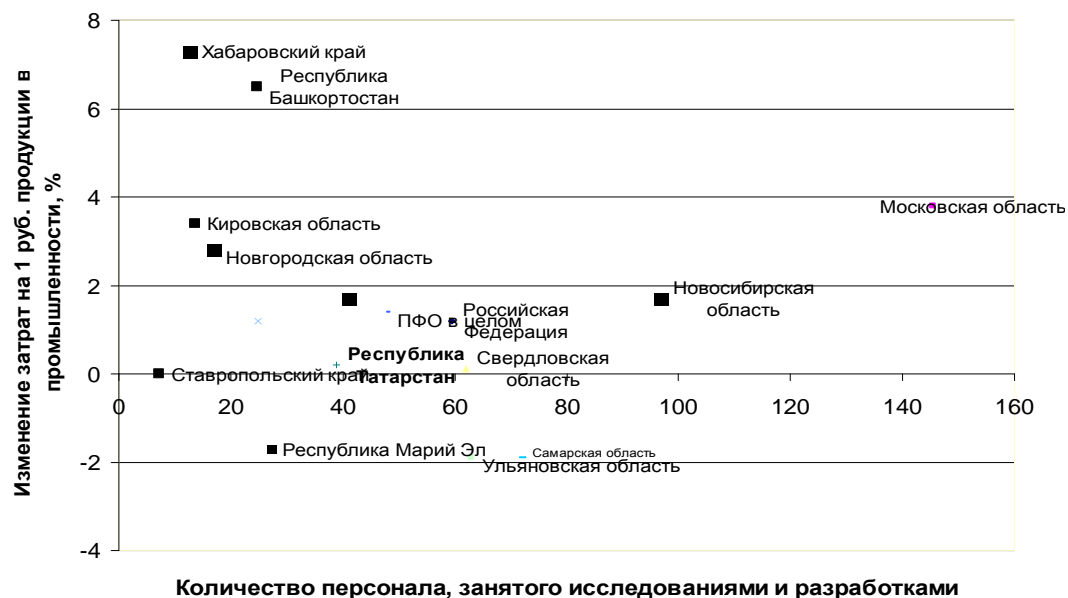 Изменение затрат на 1 руб. продукции в
промышленности, %
8
6
4
2
0
-2
-4
Хабаровский край
Республика
Башкортостан
Кировская область
Новгородская область
Московская область
Новосибирская
область
ПФО в целом
Российская
Федерация
Республика
Татарстан
Свердловская
область
Ставропольский край
0 20 40 60 80 100 120 140 160
Республика Марий Эл
Самарская область
Ульяновская область
Количество персонала, занятого исследованиями и разработками